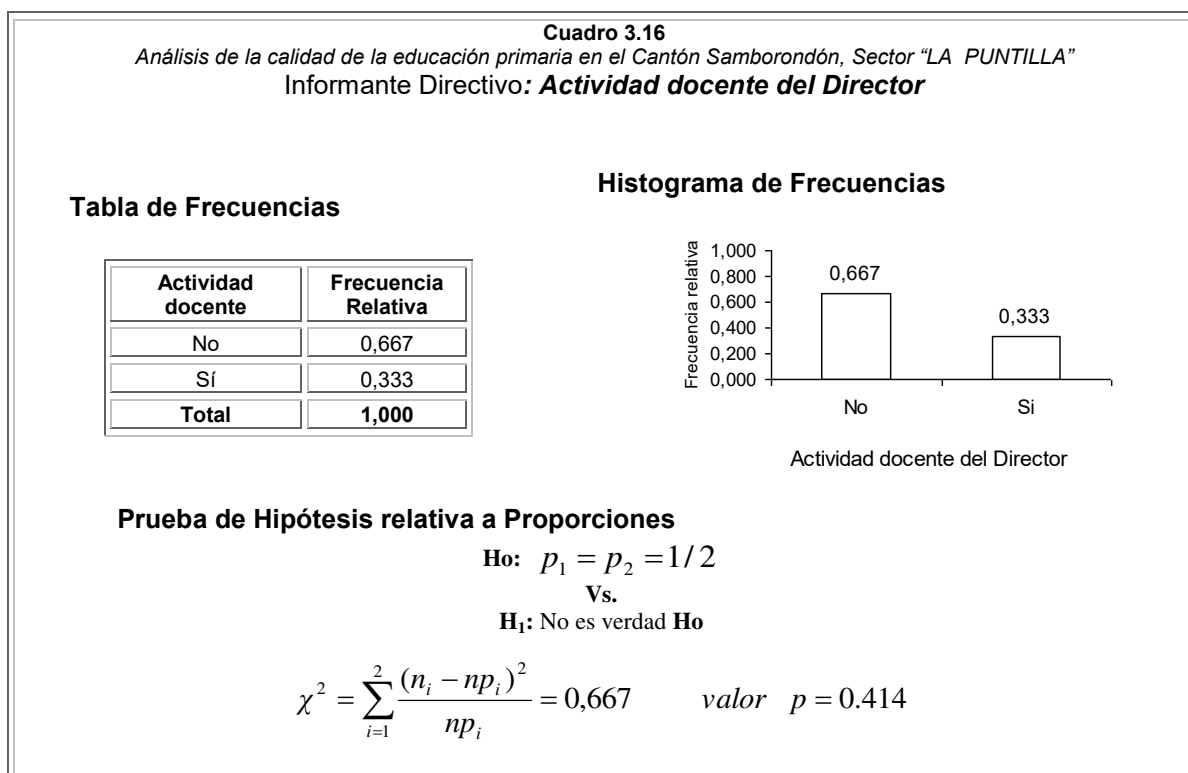 Cuadro 3.16
Análisis de la calidad de la educación primaria en el Cantón Samborondón, Sector “LA PUNTILLA”
Informante Directivo: Actividad docente del Director
Tabla de Frecuencias
Actividad docente | Frecuencia Relativa
No | 0,667
Sí | 0,333
Total | 1,000
Histograma de Frecuencias
Frecuencia relativa
1,000
0,800
0,600
0,400
0,200
0,000
0,667
0,333
No Si
Actividad docente del Director
Prueba de Hipótesis relativa a Proporciones
Ho: p₁ = p₂ = 1/2
Vs.
H₁: No es verdad Ho
χ² = ∑_{i=1}^{2} (nᵢ − npᵢ)² / npᵢ = 0,667 valor p = 0.414